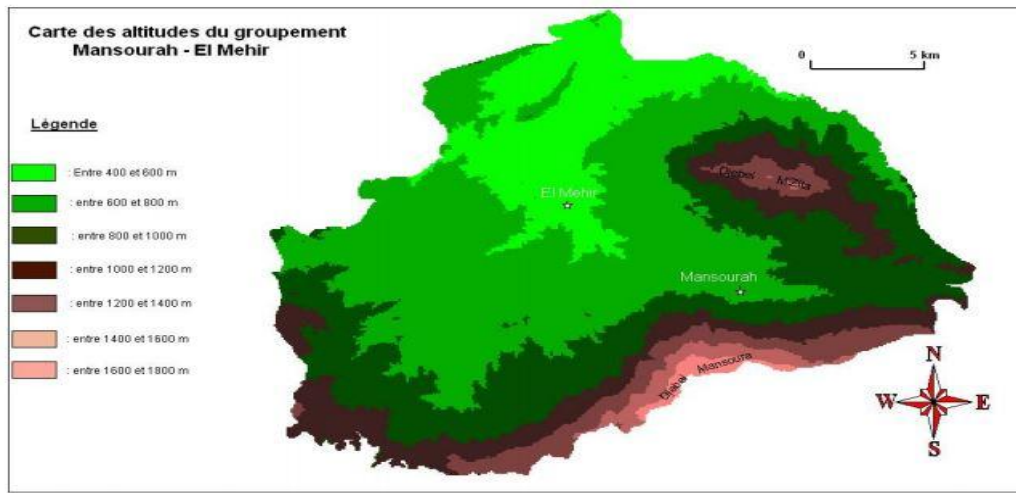 Carte des altitudes du groupement
Mansourah - El Mehir
0 5 km
Légende
: Entre 400 et 600 m
: entre 600 et 800 m
: entre 800 et 1000 m
: entre 1000 et 1200 m
: entre 1200 et 1400 m
: entre 1400 et 1600 m
: entre 1600 et 1800 m
Djebel
El Mehir
Mansourah
Djebel Mansoura
N
W E
S